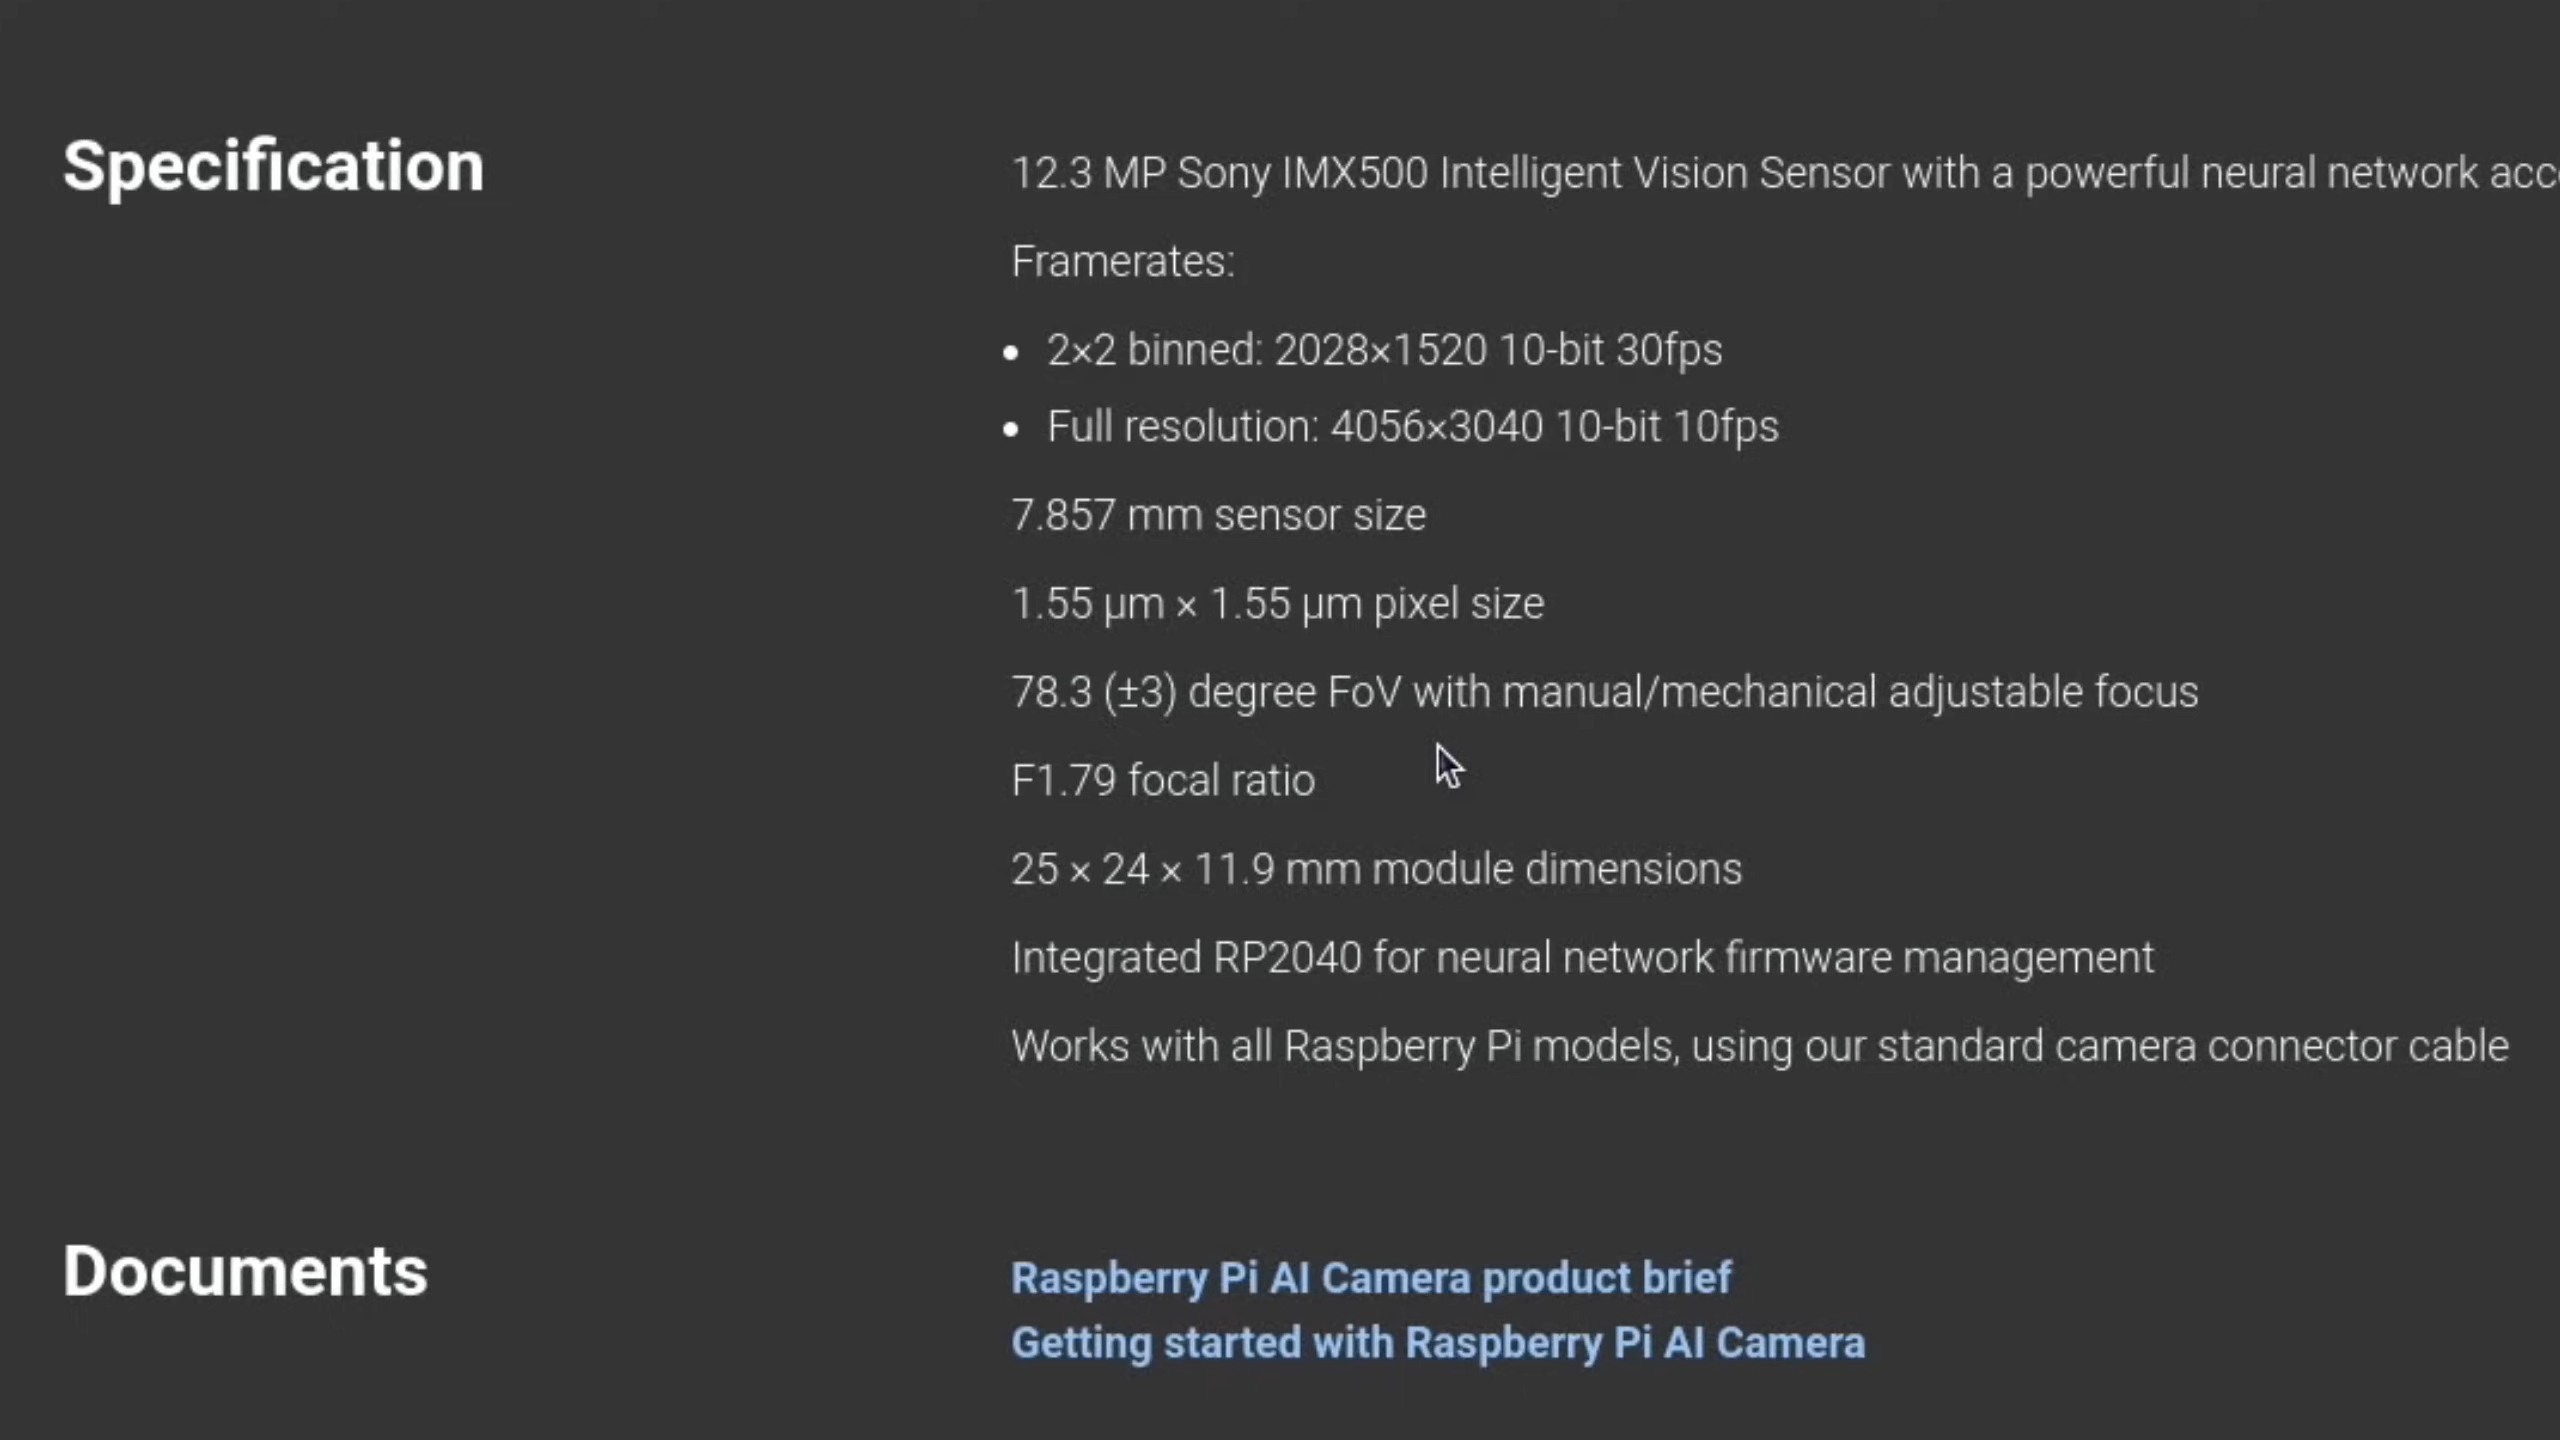 Specification
12.3 MP Sony IMX500 Intelligent Vision Sensor with a powerful neural network
Framerates:
• 2×2 binned: 2028×1520 10-bit 30fps
• Full resolution: 4056×3040 10-bit 10fps
7.857 mm sensor size
1.55 μm × 1.55 μm pixel size
78.3 (±3) degree FoV with manual/mechanical adjustable focus
F1.79 focal ratio
25 × 24 × 11.9 mm module dimensions
Integrated RP2040 for neural network firmware management
Works with all Raspberry Pi models, using our standard camera connector cable
Documents
Raspberry Pi AI Camera product brief
Getting started with Raspberry Pi AI Camera